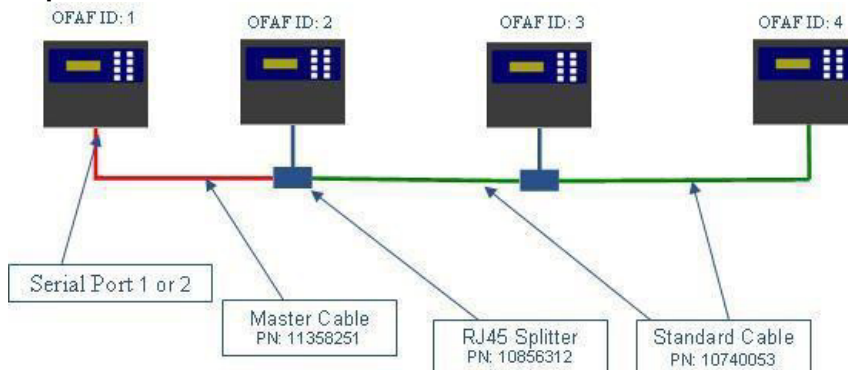 OFAF ID: 1
OFAF ID: 2
OFAF ID: 3
OFAF ID: 4
Serial Port 1 or 2
Master Cable
PN: 11358251
RJ45 Splitter
PN: 10856312
Standard Cable
PN: 10740053